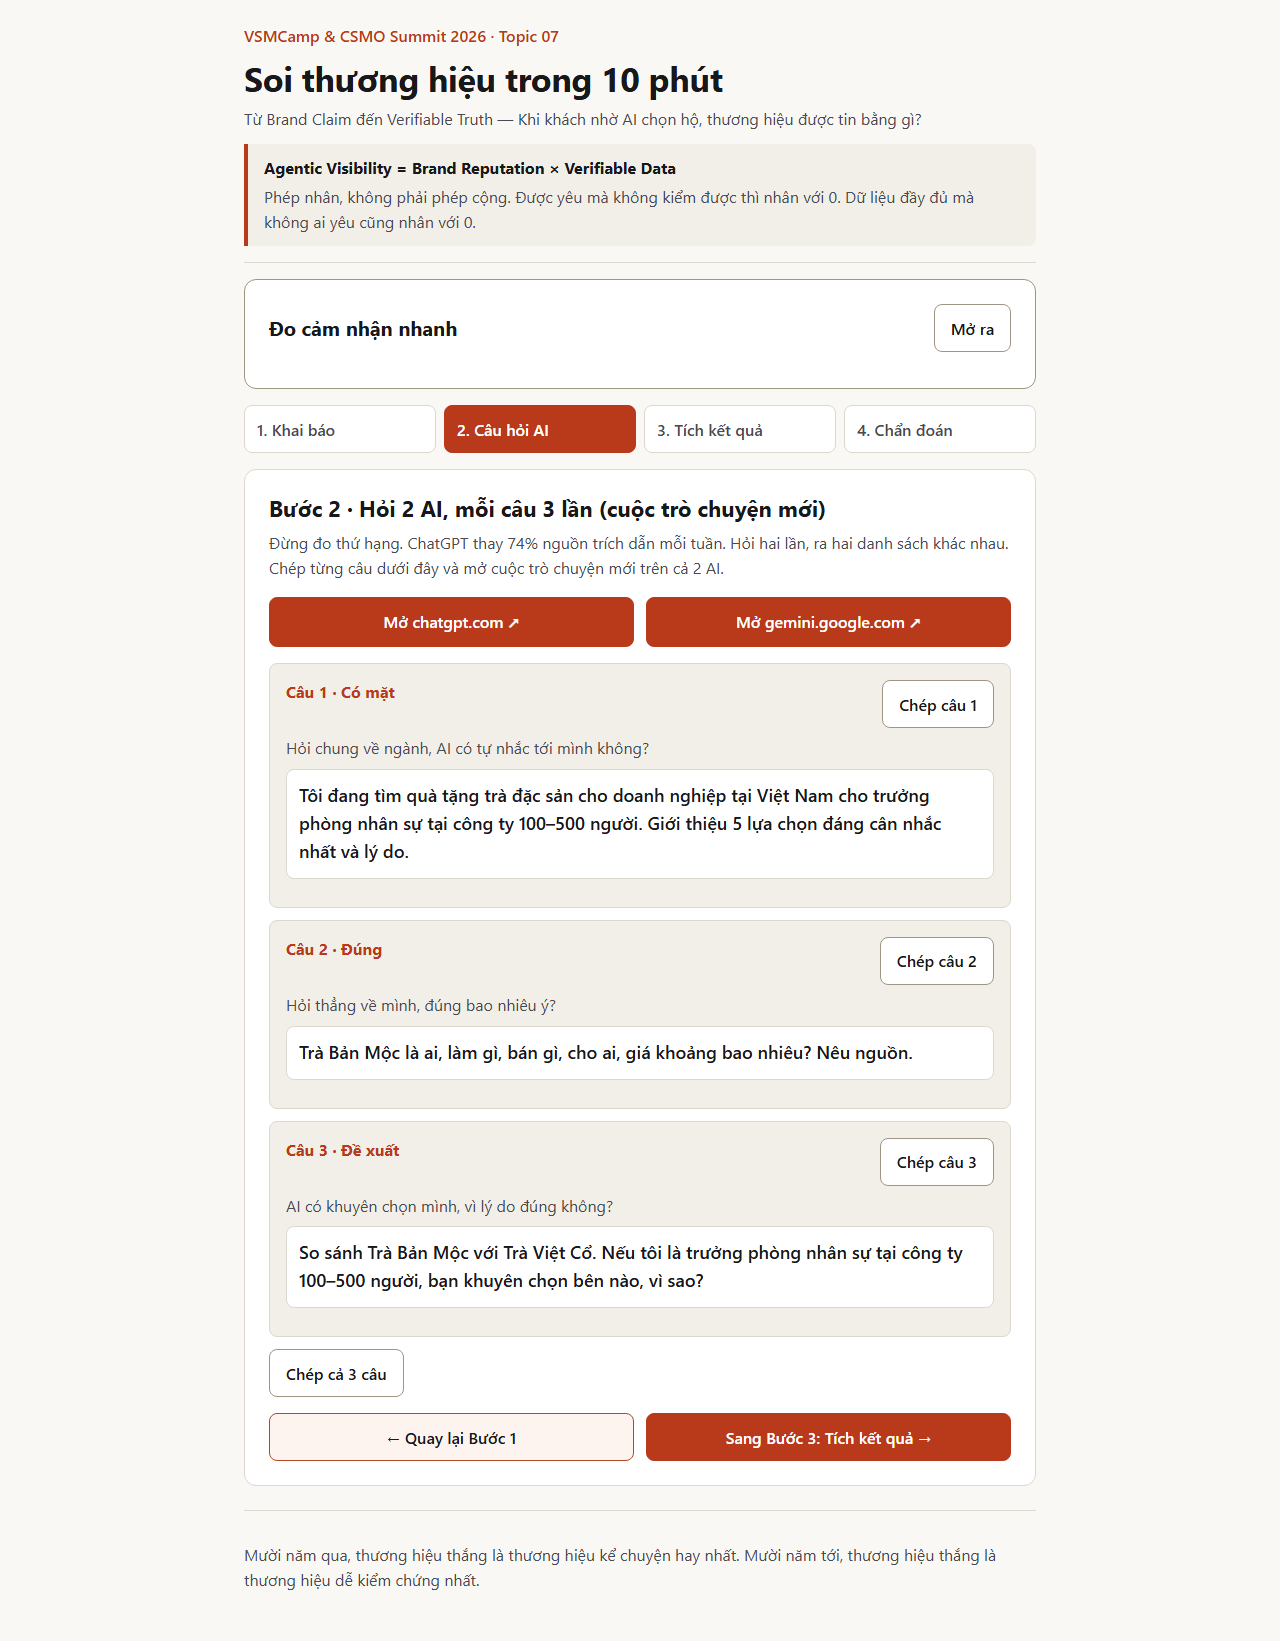 VSMCamp & CSMO Summit 2026 · Topic 07
Soi thương hiệu trong 10 phút
Từ Brand Claim đến Verifiable Truth — Khi khách nhờ AI chọn hộ, thương hiệu được tin bằng gì?
Agentic Visibility = Brand Reputation × Verifiable Data
Phép nhân, không phải phép cộng. Được yêu mà không kiểm được thì nhân với 0. Dữ liệu đầy đủ mà
không ai yêu cũng nhân với 0.
Đo cảm nhận nhanh
Mở ra
1. Khai báo
2. Câu hỏi AI
3. Tích kết quả
4. Chẩn đoán
Bước 2 · Hỏi 2 AI, mỗi câu 3 lần (cuộc trò chuyện mới)
Đừng đo thứ hạng. ChatGPT thay 74% nguồn trích dẫn mỗi tuần. Hỏi hai lần, ra hai danh sách khác nhau.
Chép từng câu dưới đây và mở cuộc trò chuyện mới trên cả 2 AI.
Mở chatgpt.com ↗
Mở gemini.google.com ↗
Câu 1 · Có mặt
Chép câu 1
Hỏi chung về ngành, AI có tự nhắc tới mình không?
Tôi đang tìm quà tặng trà đặc sản cho doanh nghiệp tại Việt Nam cho trưởng
phòng nhân sự tại công ty 100–500 người. Giới thiệu 5 lựa chọn đáng cân nhắc
nhất và lý do.
Câu 2 · Đúng
Chép câu 2
Hỏi thẳng về mình, đúng bao nhiêu ý?
Trà Bản Mộc là ai, làm gì, bán gì, cho ai, giá khoảng bao nhiêu? Nêu nguồn.
Câu 3 · Đề xuất
Chép câu 3
AI có khuyên chọn mình, vì lý do đúng không?
So sánh Trà Bản Mộc với Trà Việt Cổ. Nếu tôi là trưởng phòng nhân sự tại công ty
100–500 người, bạn khuyên chọn bên nào, vì sao?
Chép cả 3 câu
← Quay lại Bước 1
Sang Bước 3: Tích kết quả →
Mười năm qua, thương hiệu thắng là thương hiệu kể chuyện hay nhất. Mười năm tới, thương hiệu thắng là
thương hiệu dễ kiểm chứng nhất.